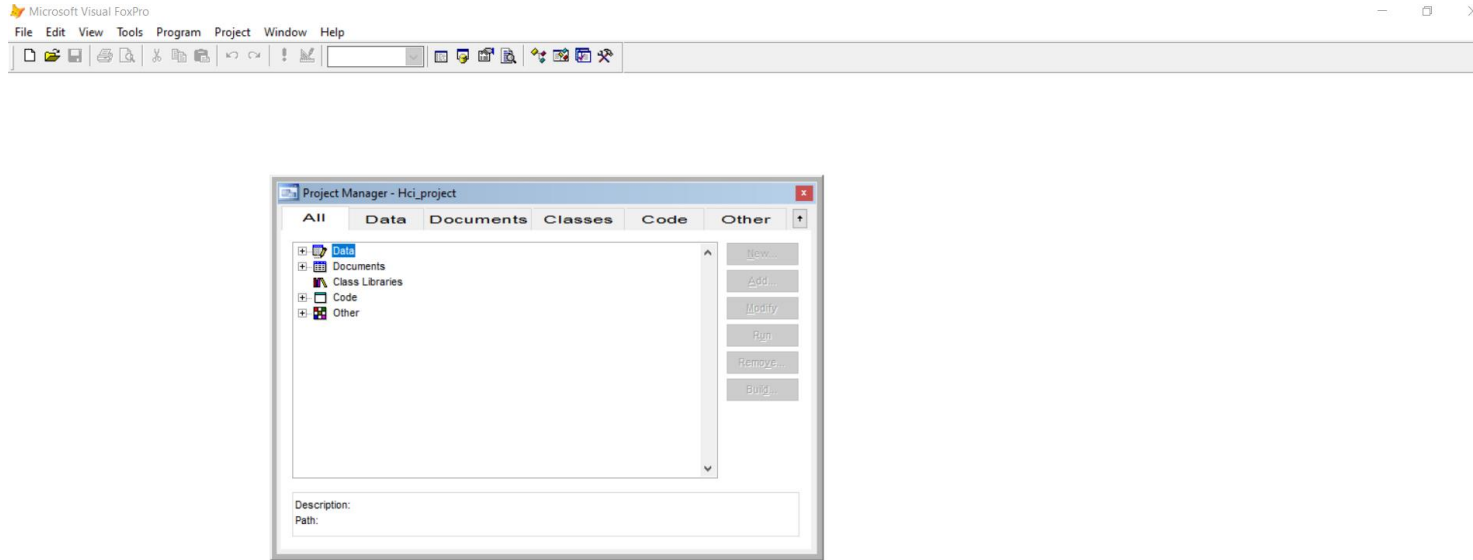 Microsoft Visual FoxPro
File Edit View Tools Program Project Window Help
Project Manager - Hci_project
All Data Documents Classes Code Other
Data
Documents
Class Libraries
Code
Other
New...
Add...
Modify
Run
Remove...
Build...
Description:
Path: